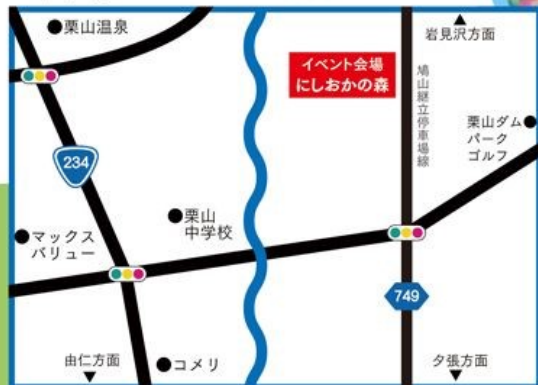 栗山温泉
岩見沢方面
イベント会場
にしおかの森
鳩山継立停車場線
栗山ダム
パーク
ゴルフ
234
栗山
中学校
マックス
バリュー
749
由仁方面
コメリ
夕張方面